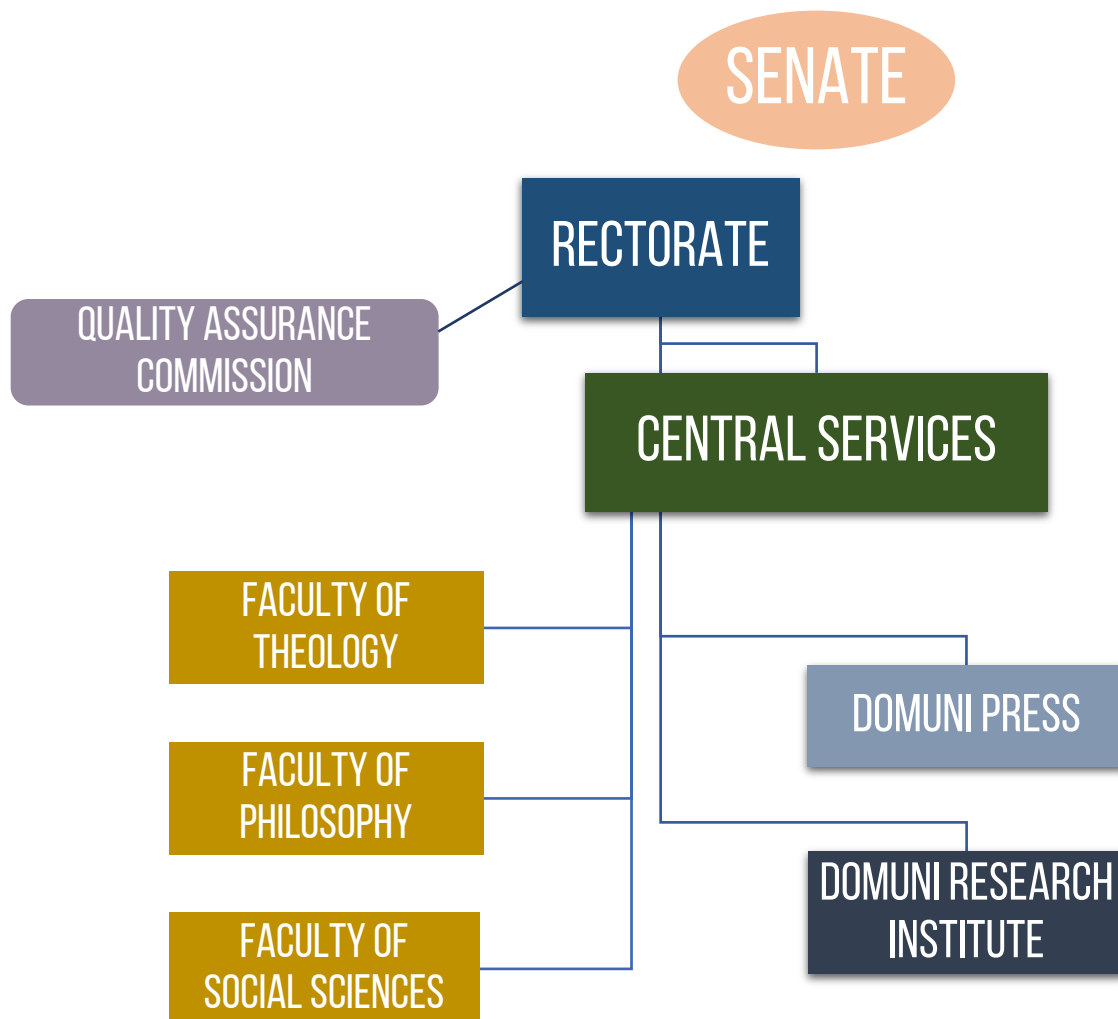 SENATE
RECTORATE
QUALITY ASSURANCE
COMMISSION
CENTRAL SERVICES
FACULTY OF
THEOLOGY
DOMUNI PRESS
FACULTY OF
PHILOSOPHY
DOMUNI RESEARCH
INSTITUTE
FACULTY OF
SOCIAL SCIENCES